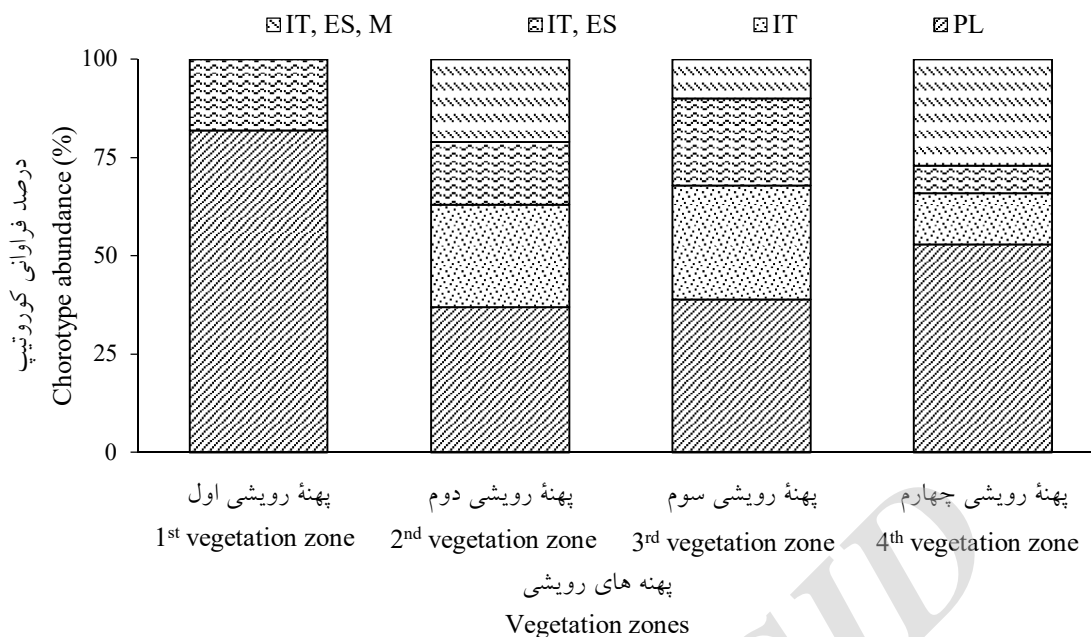 IT, ES, M IT, ES IT PL
درصد فراوانی کوروتیپ
Chorotype abundance (%)
100
75
50
25
0
پهنهٔ رویشی اول
1st vegetation zone
پهنهٔ رویشی دوم
2nd vegetation zone
پهنهٔ رویشی سوم
3rd vegetation zone
پهنهٔ رویشی چهارم
4th vegetation zone
پهنه های رویشی
Vegetation zones